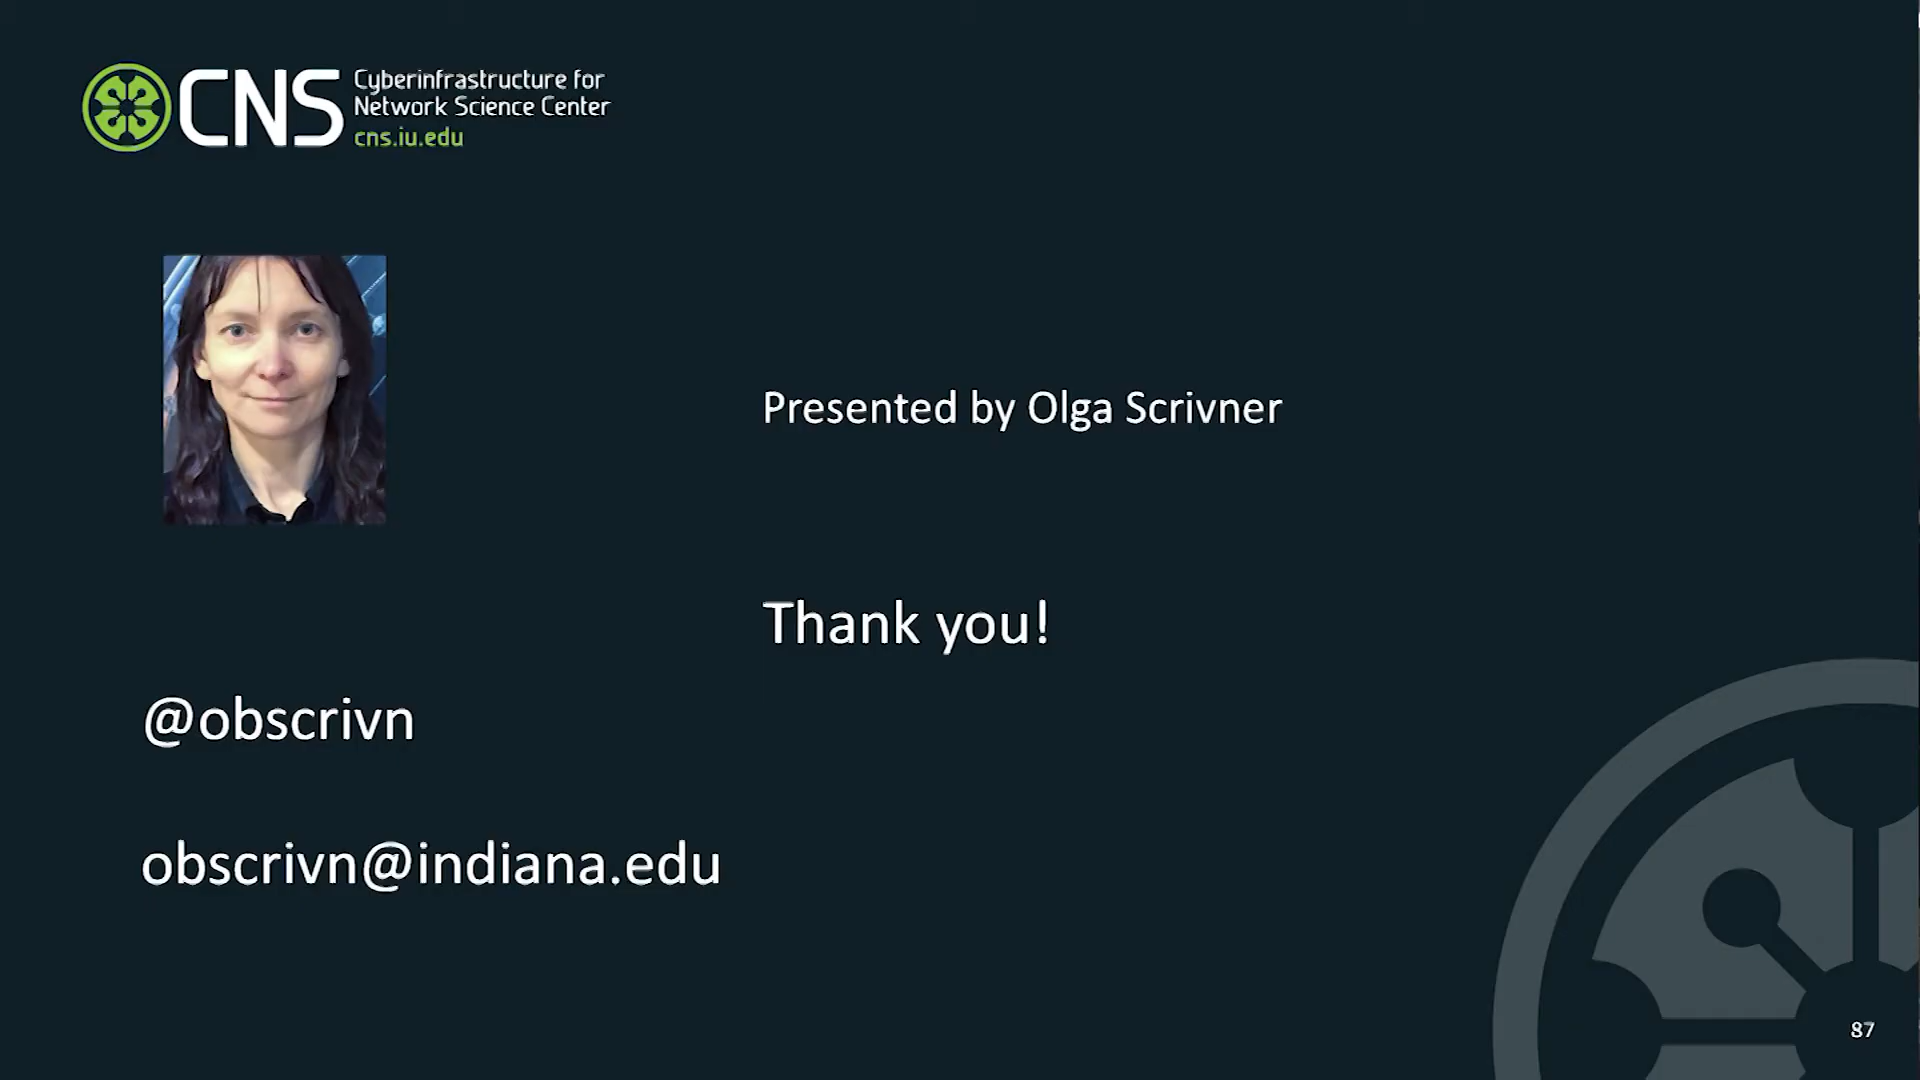 CNS
Cyberinfrastructure for
Network Science Center
cns.iu.edu
Presented by Olga Scrivner
Thank you!
@obscrivn
obscrivn@indiana.edu
87